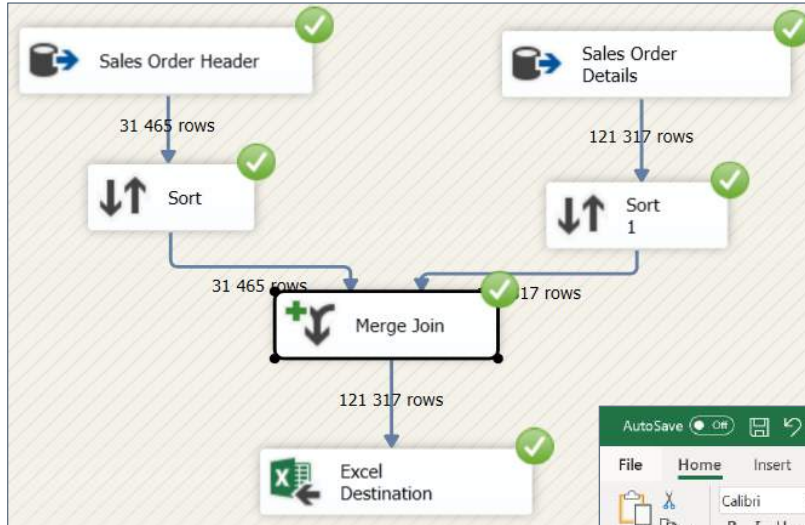 Sales Order Header
Sales Order
Details
31 465 rows
121 317 rows
Sort
Sort
1
31 465 rows
317 rows
Merge Join
121 317 rows
Excel
Destination
AutoSave Off
File Home Insert
Calibri